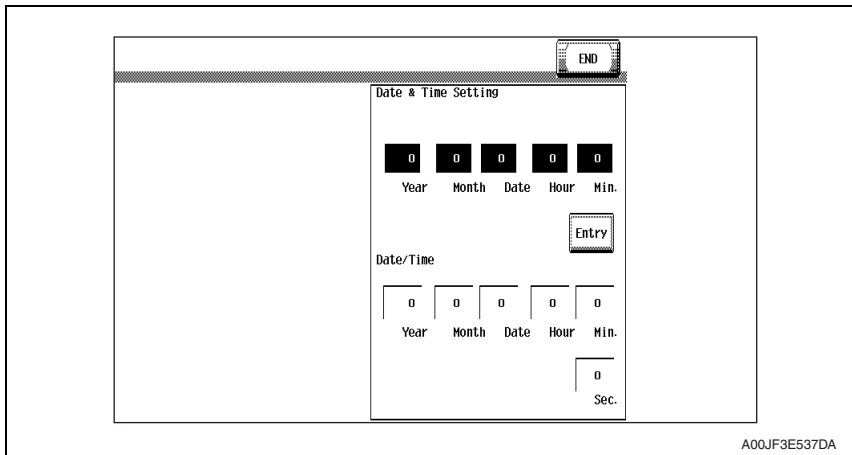 END
Date & Time Setting
0 0 0 0 0
Year Month Date Hour Min.
Entry
Date/Time
0 0 0 0 0
Year Month Date Hour Min.
0
Sec.
A00JF3E537DA